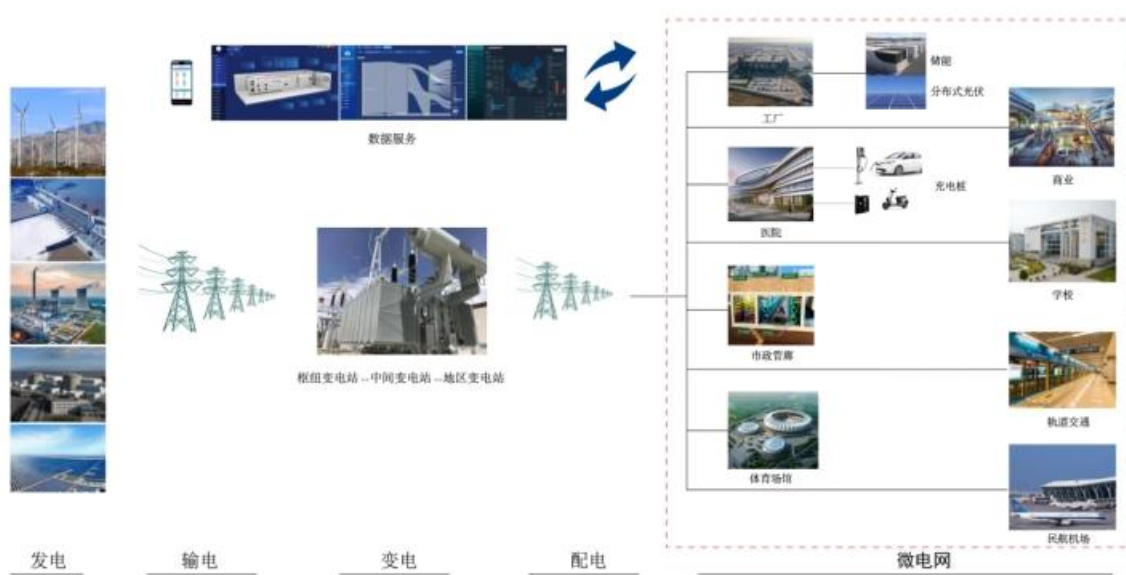 数据服务
工厂
储能
分布式光伏
商业
医院
充电桩
学校
市政管廊
枢纽变电站--中间变电站--地区变电站
轨道交通
体育场馆
民航机场
发电
输电
变电
配电
微电网